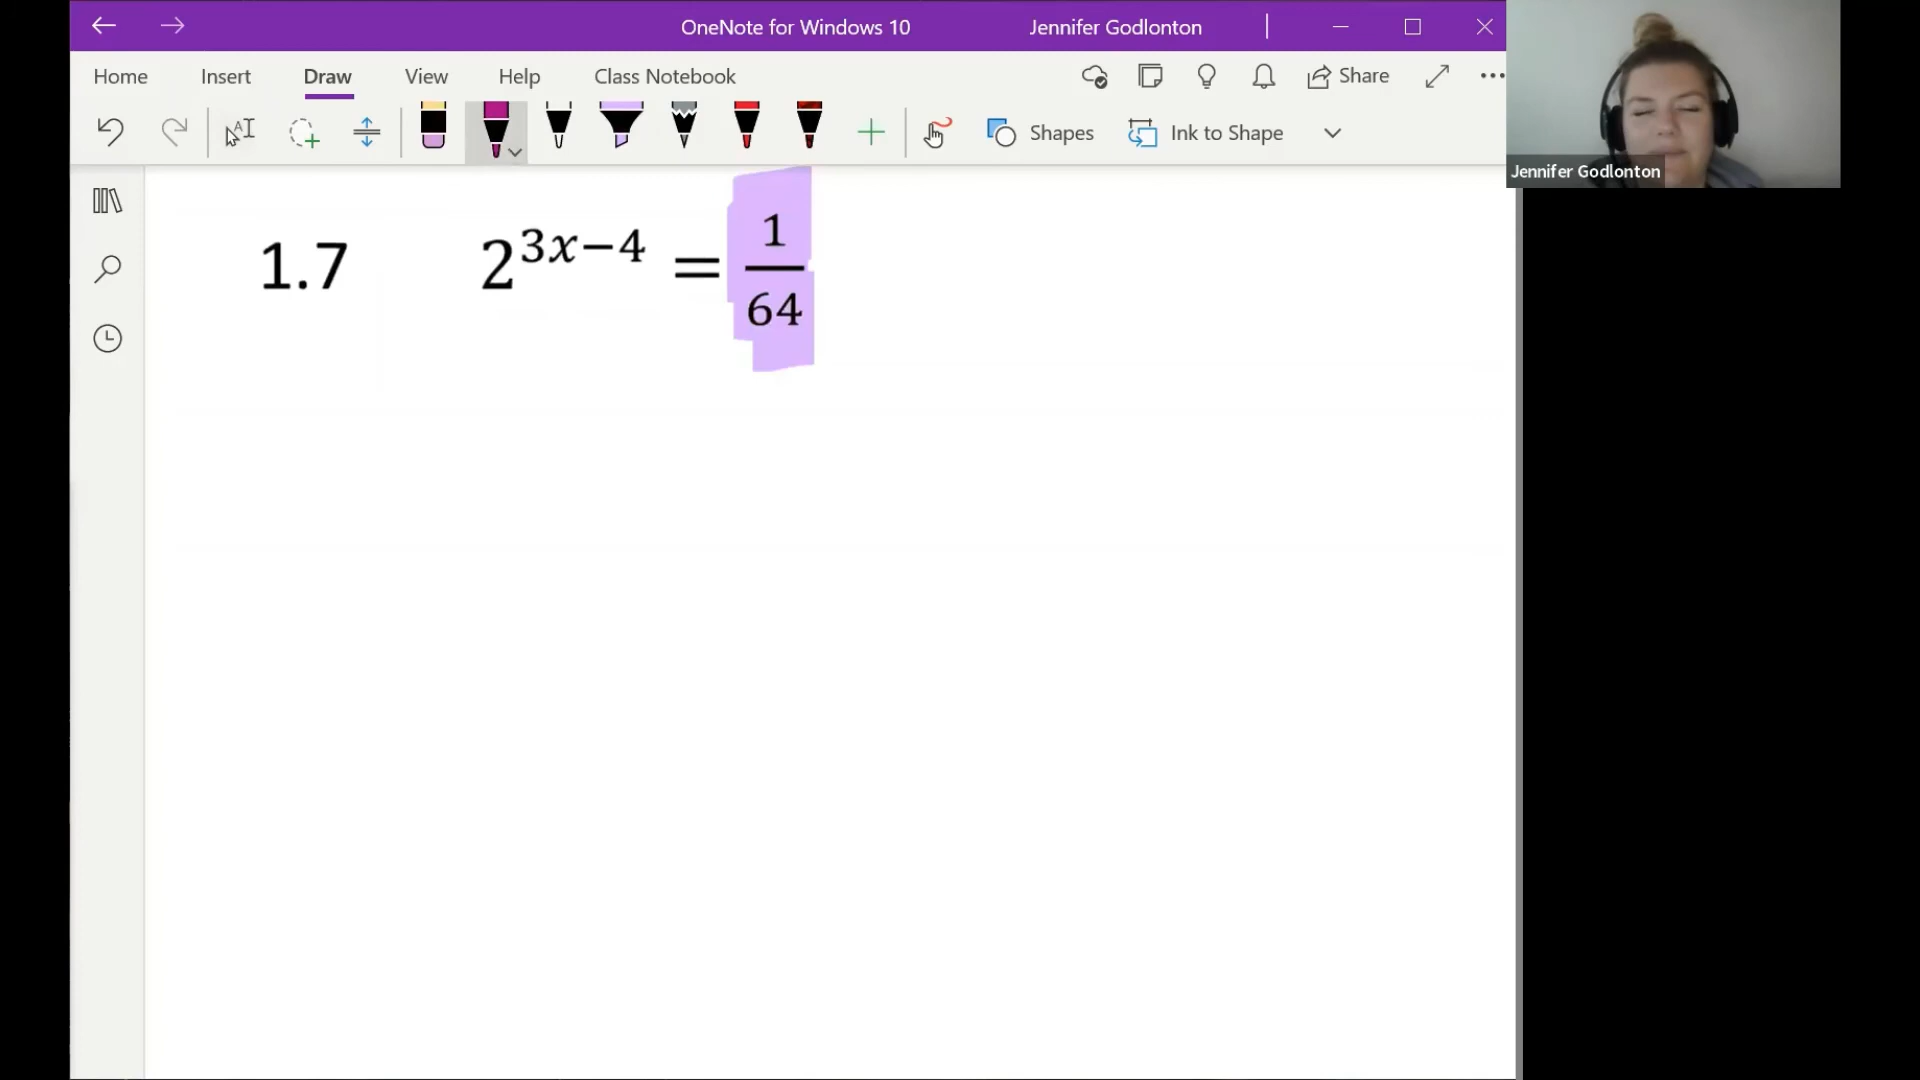 OneNote for Windows 10
Jennifer Godlonton
Home Insert Draw View Help Class Notebook
Share
Shapes
Ink to Shape
Jennifer Godlonton
1.7 2^{3x−4} = \frac{1}{64}